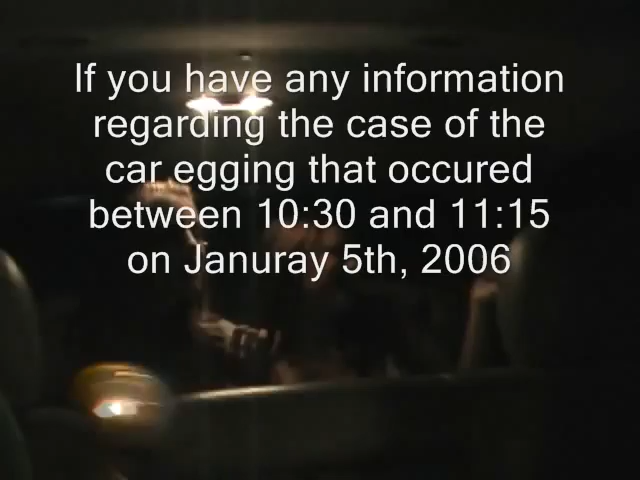 If you have any information
regarding the case of the
car egging that occured
between 10:30 and 11:15
on Januray 5th, 2006